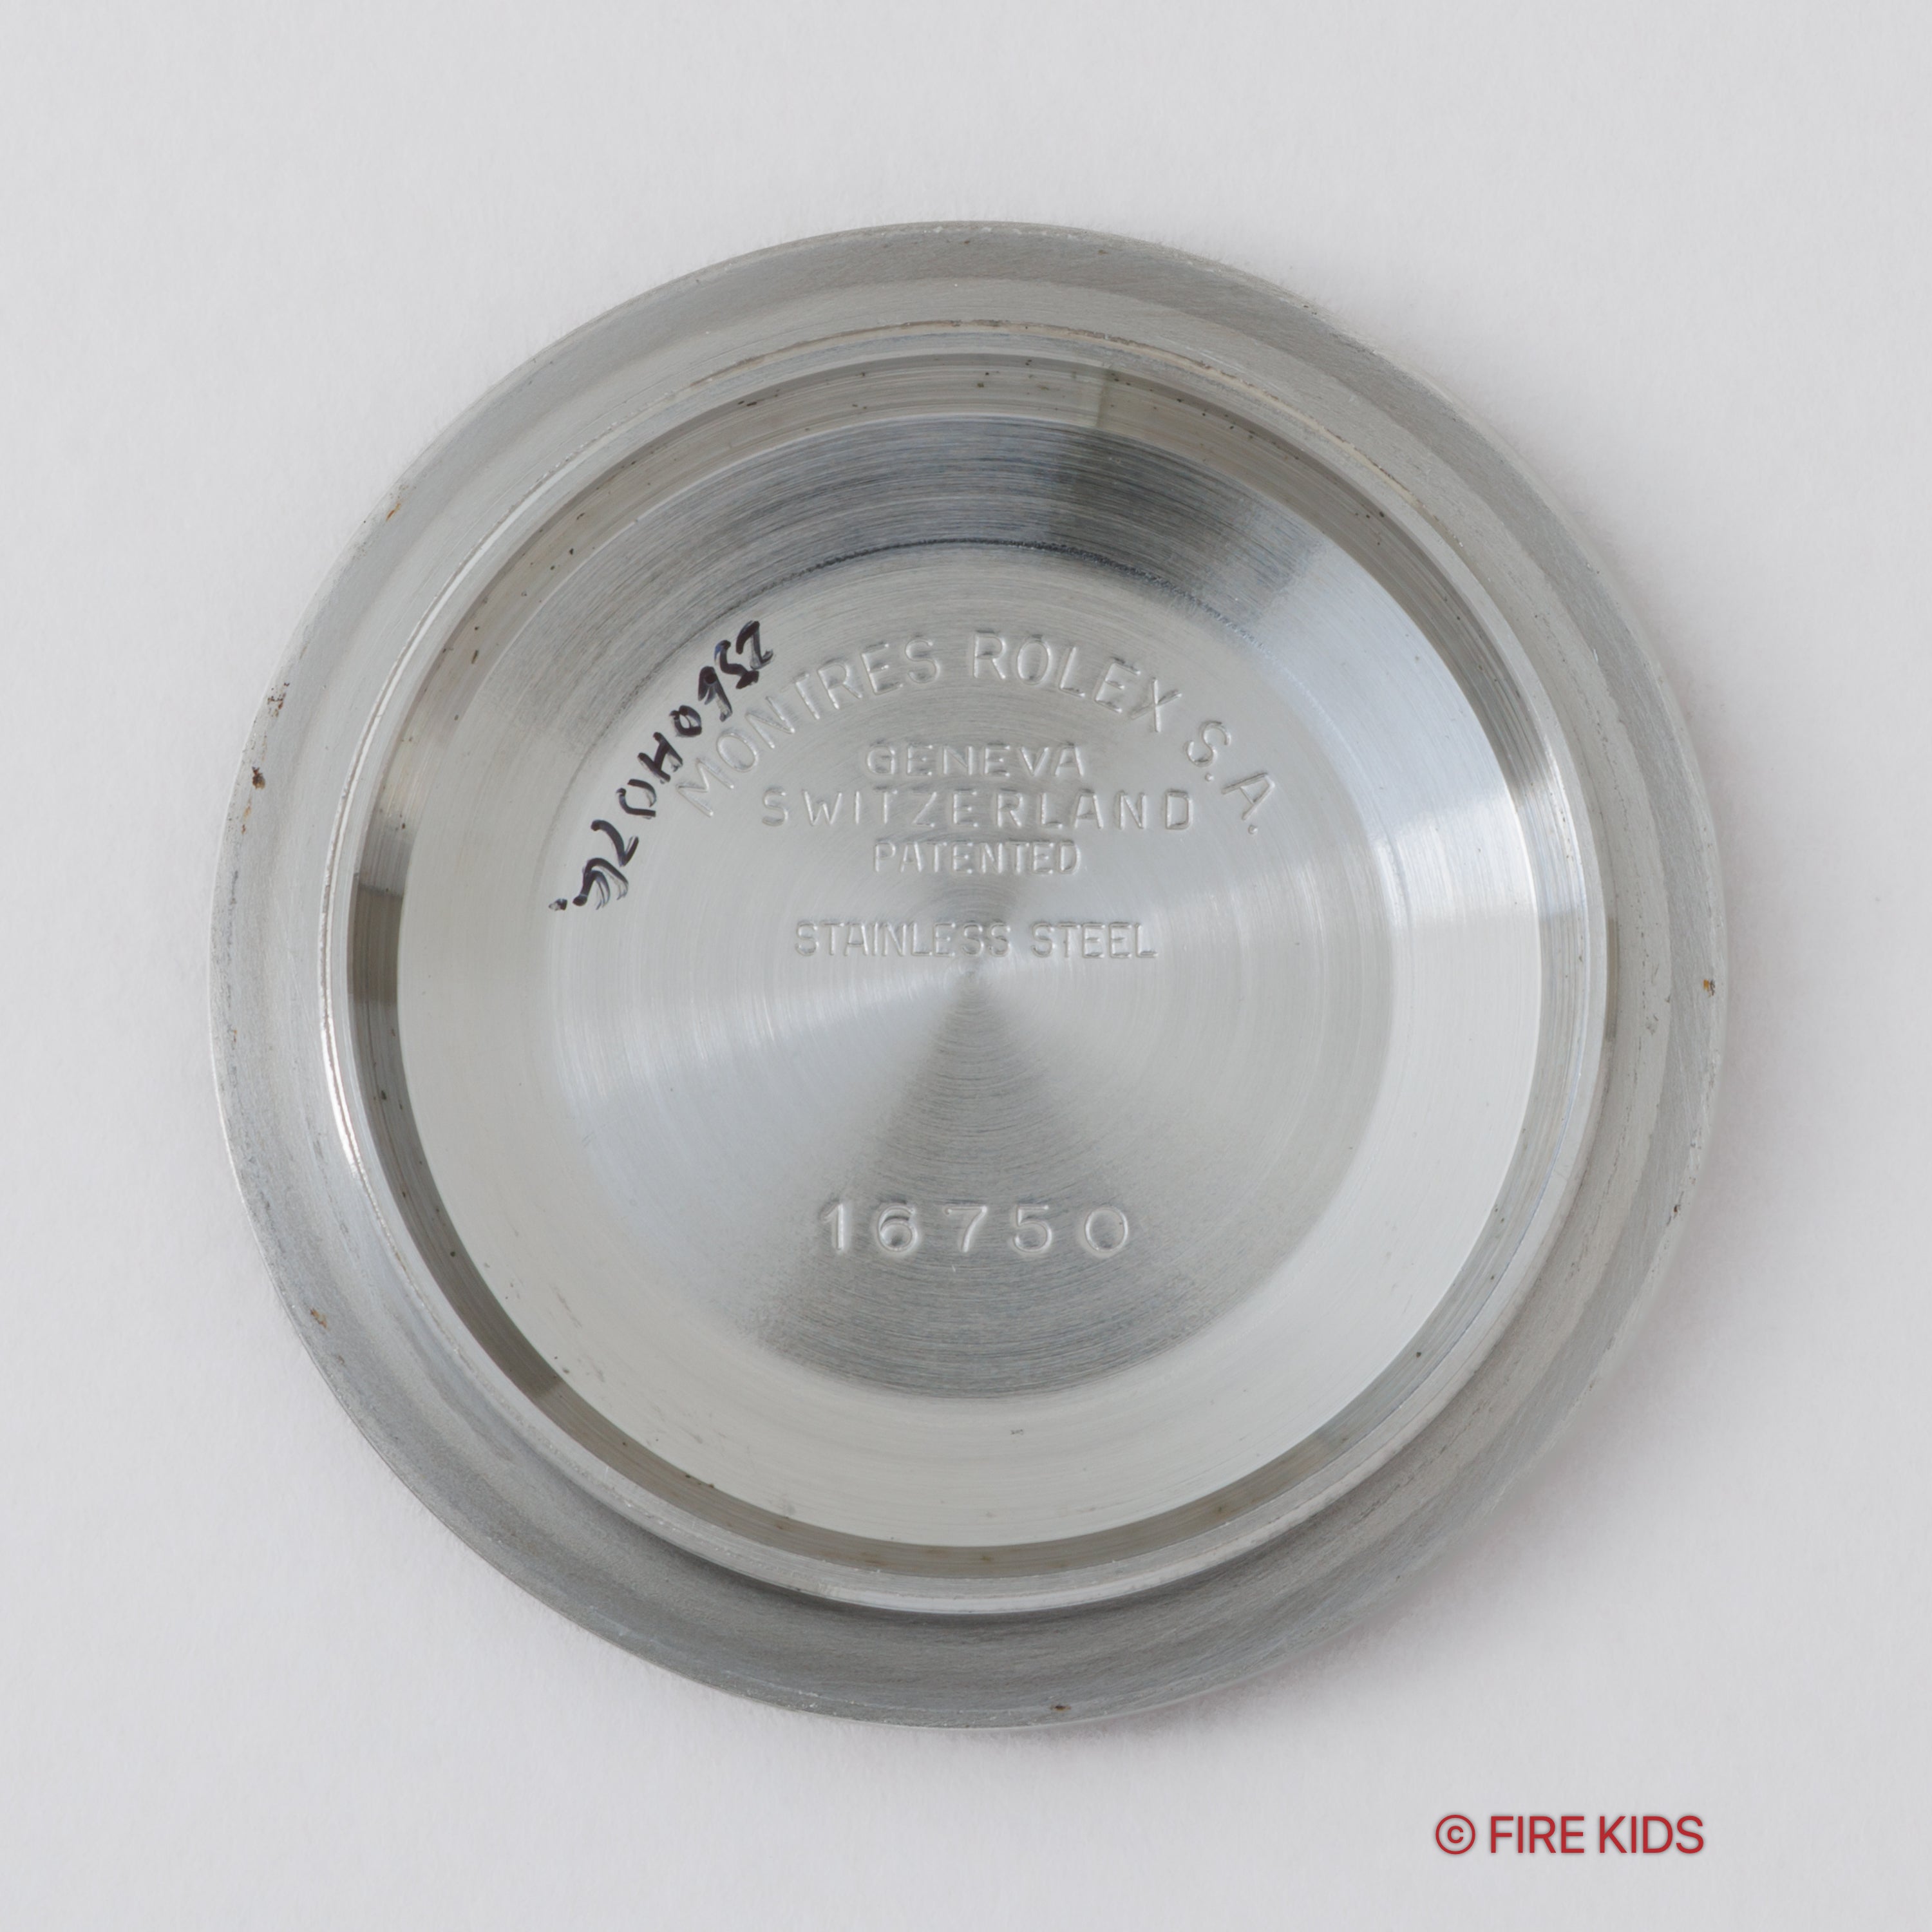 MONTRES ROLEX S.A.
GENEVA
SWITZERLAND
PATENTED
STAINLESS STEEL
16750
© FIRE KIDS